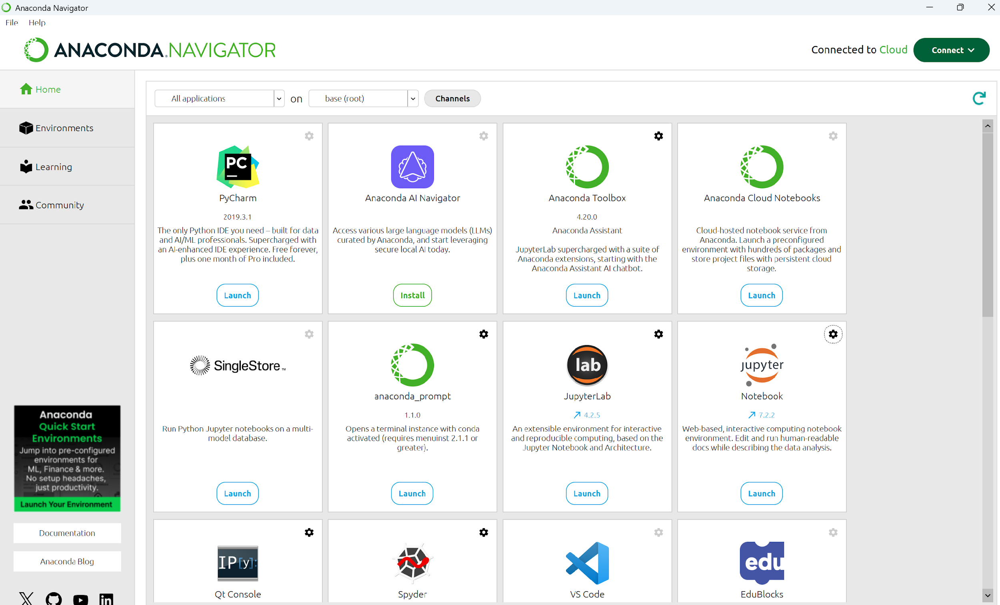 Anaconda Navigator
File Help
ANACONDA.NAVIGATOR
Connected to Cloud
Connect
Home
Environments
Learning
Community
All applications
on
base (root)
Channels
PC
PyCharm
2019.3.1
The only Python IDE you need – built for data
and AI/ML professionals. Supercharged with
an AI-enhanced IDE experience. Free forever,
plus one month of Pro included.
Launch
Anaconda AI Navigator
Access various large language models (LLMs)
curated by Anaconda, and start leveraging
secure local AI today.
Install
Anaconda Toolbox
4.20.0
Anaconda Assistant
JupyterLab supercharged with a suite of
Anaconda extensions, starting with the
Anaconda Assistant AI chatbot.
Launch
Anaconda Cloud Notebooks
Cloud-hosted notebook service from
Anaconda. Launch a preconfigured
environment with hundreds of packages and
store project files with persistent cloud
storage.
Launch
SingleStore™
Run Python Jupyter notebooks on a multi-
model database.
Launch
anaconda_prompt
1.1.0
Opens a terminal instance with conda
activated (requires menuinst 2.1.1 or
greater).
Launch
lab
JupyterLab
4.2.5
An extensible environment for interactive
and reproducible computing, based on the
Jupyter Notebook and Architecture.
Launch
jupyter
Notebook
7.2.2
Web-based, interactive computing notebook
environment. Edit and run human-readable
docs while describing the data analysis.
Launch
IP[y]:
Qt Console
Spyder
VS Code
edu
EduBlocks
Anaconda
Quick Start
Environments
Jump into pre-configured
environments for
ML, Finance & more.
No setup headaches,
just productivity.
Launch Your Environment
Documentation
Anaconda Blog
in